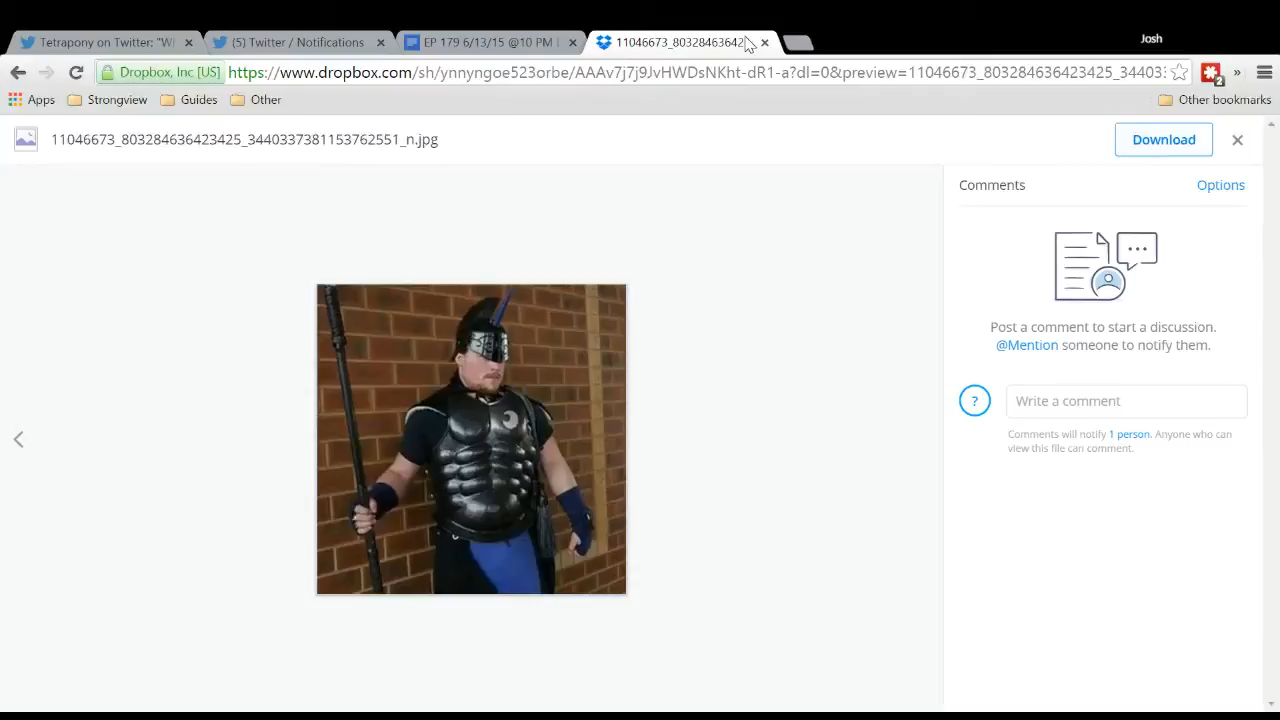 Josh
Tetrapony on Twitter: "Wi
(5) Twitter / Notifications
EP 179 6/13/15 @10 PM |
11046673_80328463642
Dropbox, Inc [US]
https://www.dropbox.com/sh/ynnyngoe523orbe/AAAv7j7j9JvHWDsNKht-dR1-a?dl=0&preview=11046673_803284636423425_34403
2
»
Apps
Strongview
Guides
Other
Other bookmarks
11046673_803284636423425_3440337381153762551_n.jpg
Download
Comments
Options
Post a comment to start a discussion.
@Mention someone to notify them.
?
Write a comment
Comments will notify 1 person. Anyone who can
view this file can comment.